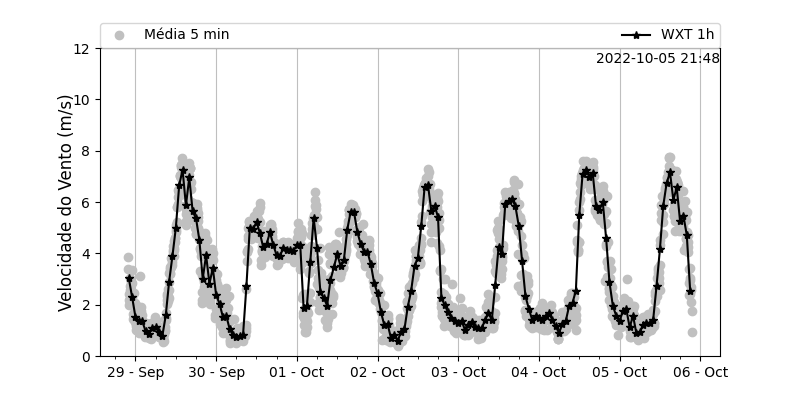 Média 5 min
WXT 1h
2022-10-05 21:48
Velocidade do Vento (m/s)
12
10
8
6
4
2
0
29 - Sep
30 - Sep
01 - Oct
02 - Oct
03 - Oct
04 - Oct
05 - Oct
06 - Oct